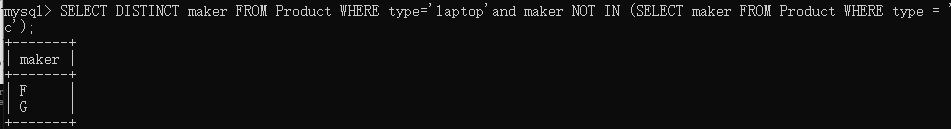 mysql> SELECT DISTINCT maker FROM Product WHERE type='laptop'and maker NOT IN (SELECT maker FROM Product WHERE type = '
c');
+-------+
| maker |
+-------+
| F     |
| G     |
+-------+